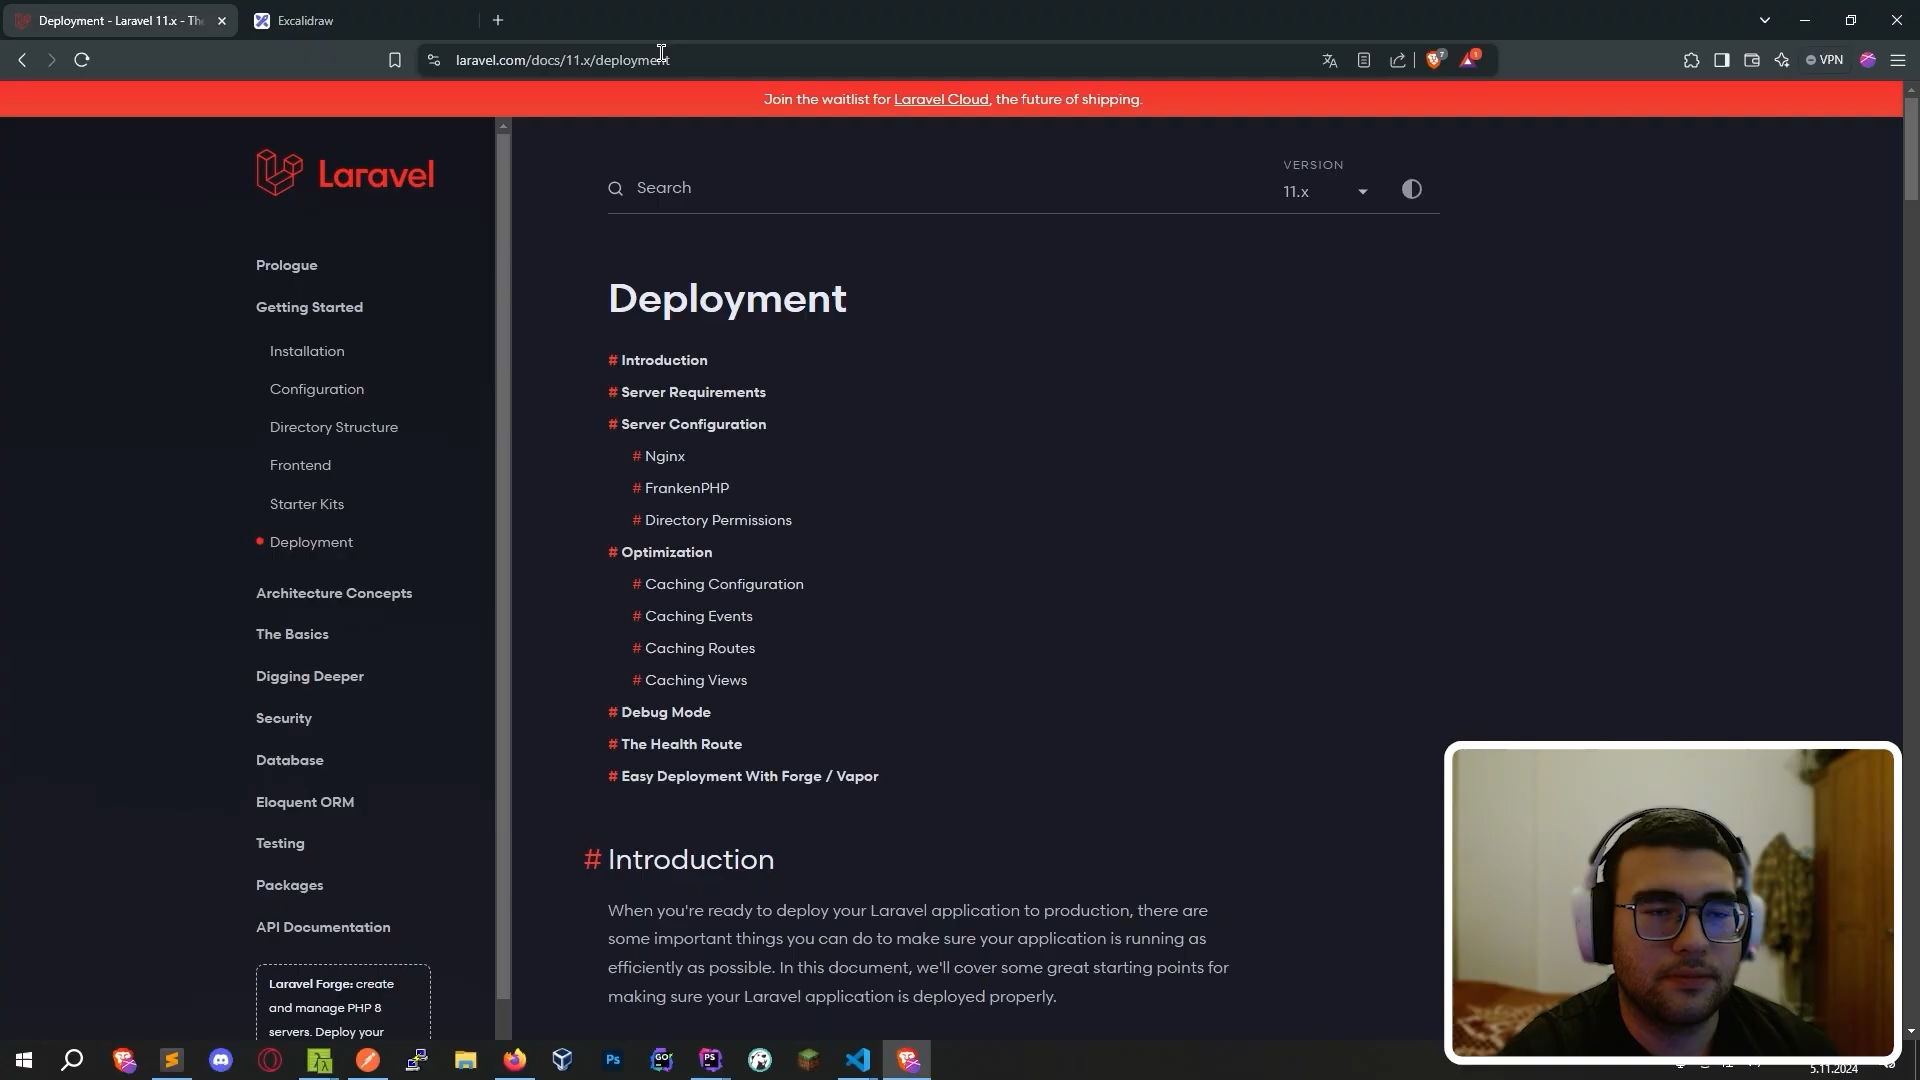 Deployment - Laravel 11.x - The
Excalidraw
laravel.com/docs/11.x/deployment
7
1
VPN
Join the waitlist for Laravel Cloud, the future of shipping.
Laravel
Search
VERSION
11.x
Prologue
Getting Started
Installation
Configuration
Directory Structure
Frontend
Starter Kits
Deployment
Architecture Concepts
The Basics
Digging Deeper
Security
Database
Eloquent ORM
Testing
Packages
API Documentation
Laravel Forge: create
and manage PHP 8
servers. Deploy your
Deployment
# Introduction
# Server Requirements
# Server Configuration
# Nginx
# FrankenPHP
# Directory Permissions
# Optimization
# Caching Configuration
# Caching Events
# Caching Routes
# Caching Views
# Debug Mode
# The Health Route
# Easy Deployment With Forge / Vapor
# Introduction
When you're ready to deploy your Laravel application to production, there are
some important things you can do to make sure your application is running as
efficiently as possible. In this document, we'll cover some great starting points for
making sure your Laravel application is deployed properly.
Ps
GO
PS
5.11.2024